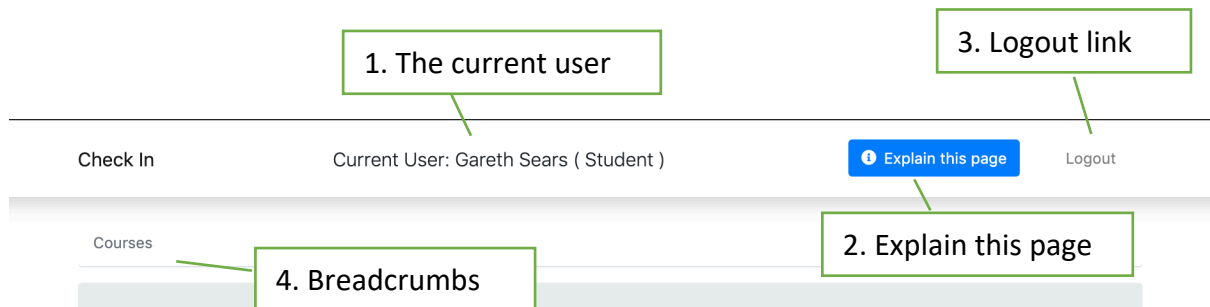 3. Logout link
1. The current user
Check In
Current User: Gareth Sears ( Student )
Explain this page
Logout
Courses
2. Explain this page
4. Breadcrumbs